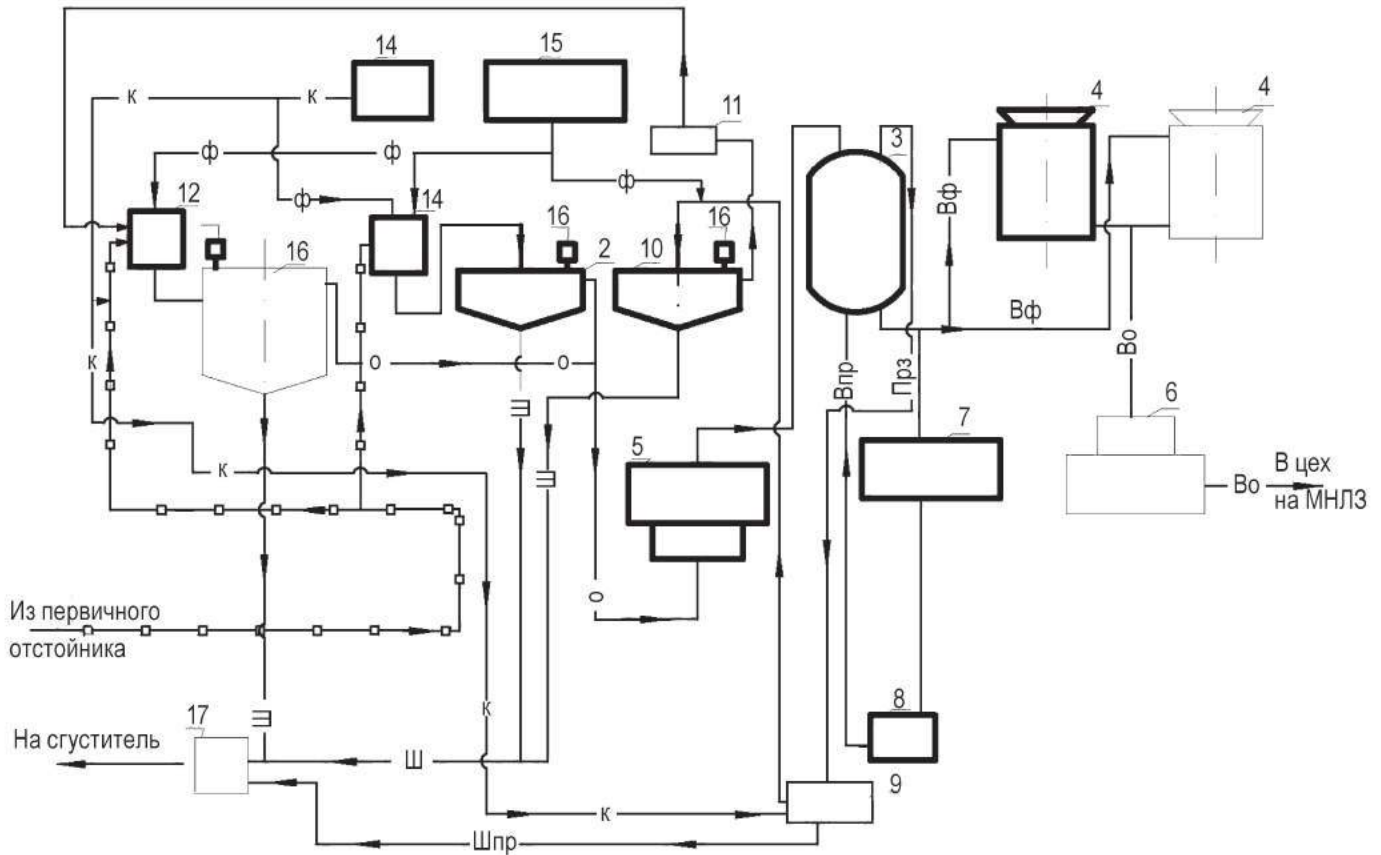 14
15
4
4
К
К
11
3
ф
ф
12
ф
ф
14
16
16
16
2
10
Вф
Вф
О
О
К
Ш
Ш
Ш
Впр
Прз
Во
6
7
5
К
Во
В цех
на МНЛЗ
О
Из первичного
отстойника
К
Ш
8
17
На сгуститель
Ш
9
К
Шпр